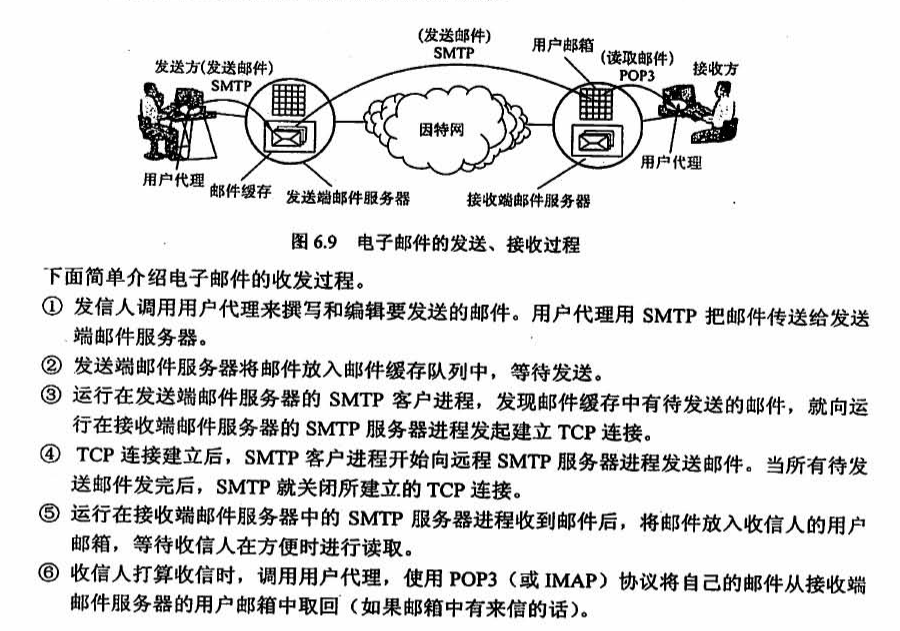 (发送邮件)
SMTP
用户邮箱
(读取邮件)
POP3
接收方
发送方(发送邮件)
SMTP
因特网
用户代理
邮件缓存
发送端邮件服务器
接收端邮件服务器
用户代理
图 6.9 电子邮件的发送、接收过程
下面简单介绍电子邮件的收发过程。
① 发信人调用用户代理来撰写和编辑要发送的邮件。用户代理用 SMTP 把邮件传送给发送
端邮件服务器。
② 发送端邮件服务器将邮件放入邮件缓存队列中，等待发送。
③ 运行在发送端邮件服务器的 SMTP 客户进程，发现邮件缓存中有待发送的邮件，就向运
行在接收端邮件服务器的 SMTP 服务器进程发起建立 TCP 连接。
④ TCP 连接建立后，SMTP 客户进程开始向远程 SMTP 服务器进程发送邮件。当所有待发
送邮件发完后，SMTP 就关闭所建立的 TCP 连接。
⑤ 运行在接收端邮件服务器中的 SMTP 服务器进程收到邮件后，将邮件放入收信人的用户
邮箱，等待收信人在方便时进行读取。
⑥ 收信人打算收信时，调用用户代理，使用 POP3（或 IMAP）协议将自己的邮件从接收端
邮件服务器的用户邮箱中取回（如果邮箱中有来信的话）。